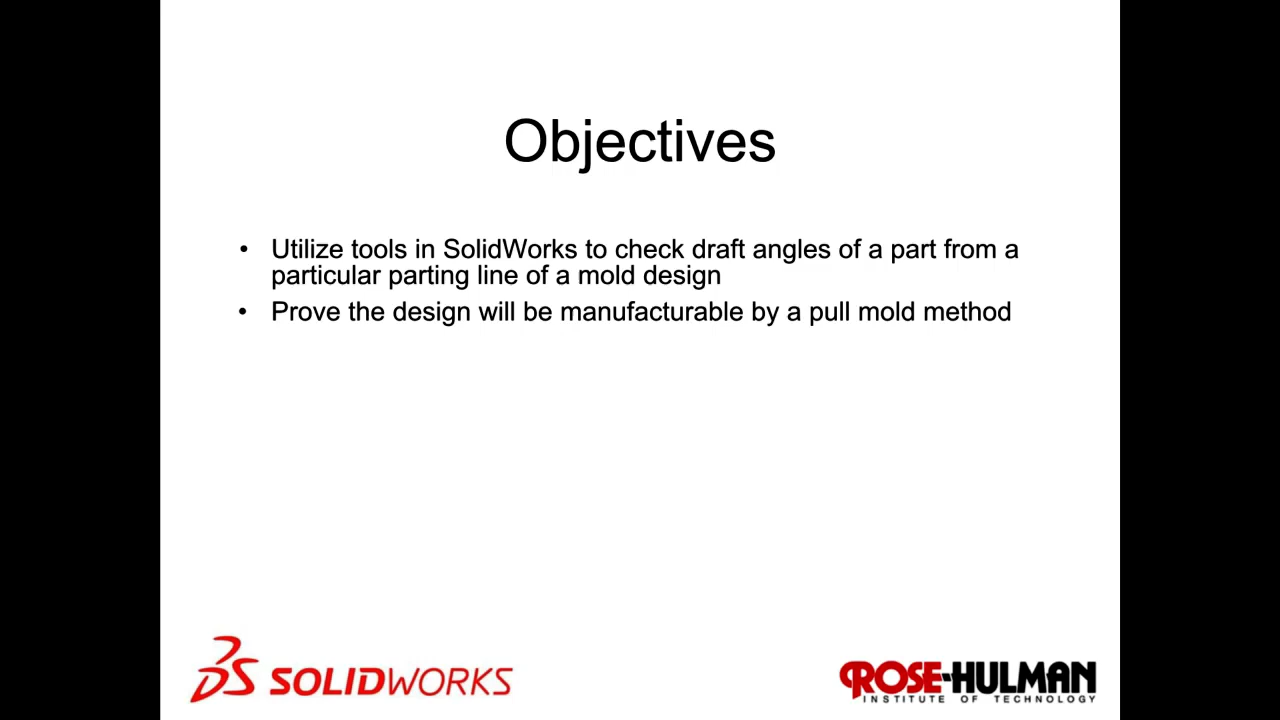 Objectives
• Utilize tools in SolidWorks to check draft angles of a part from a
particular parting line of a mold design
• Prove the design will be manufacturable by a pull mold method
DS SOLIDWORKS
ROSE-HULMAN
INSTITUTE OF TECHNOLOGY